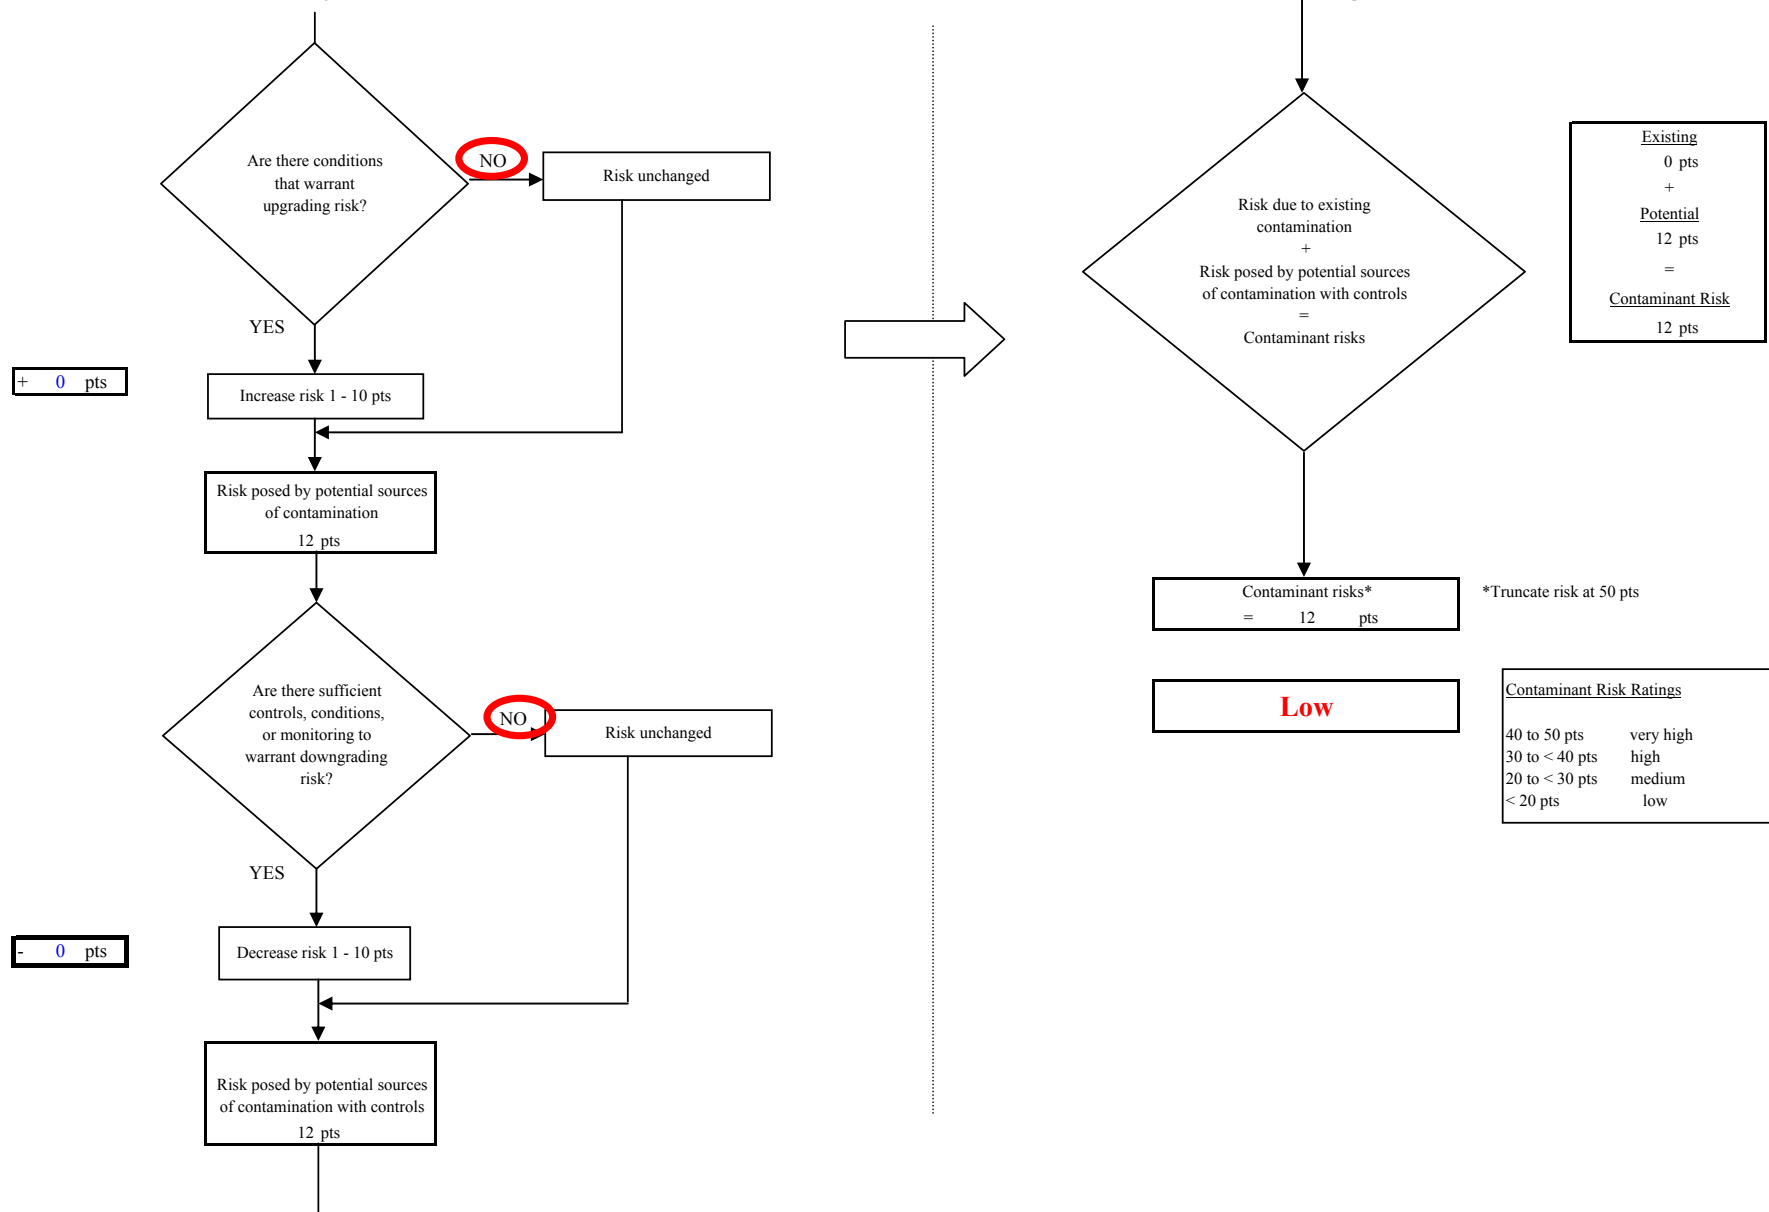 Are there conditions
that warrant
upgrading risk?
NO
Risk unchanged
YES
+ 0 pts
Increase risk 1 - 10 pts
Risk posed by potential sources
of contamination
12 pts
Are there sufficient
controls, conditions,
or monitoring to
warrant downgrading
risk?
NO
Risk unchanged
YES
- 0 pts
Decrease risk 1 - 10 pts
Risk posed by potential sources
of contamination with controls
12 pts
Risk due to existing
contamination
+
Risk posed by potential sources
of contamination with controls
=
Contaminant risks
Existing
0 pts
+
Potential
12 pts
=
Contaminant Risk
12 pts
Contaminant risks*
= 12 pts
*Truncate risk at 50 pts
Low
Contaminant Risk Ratings
40 to 50 pts very high
30 to < 40 pts high
20 to < 30 pts medium
< 20 pts low